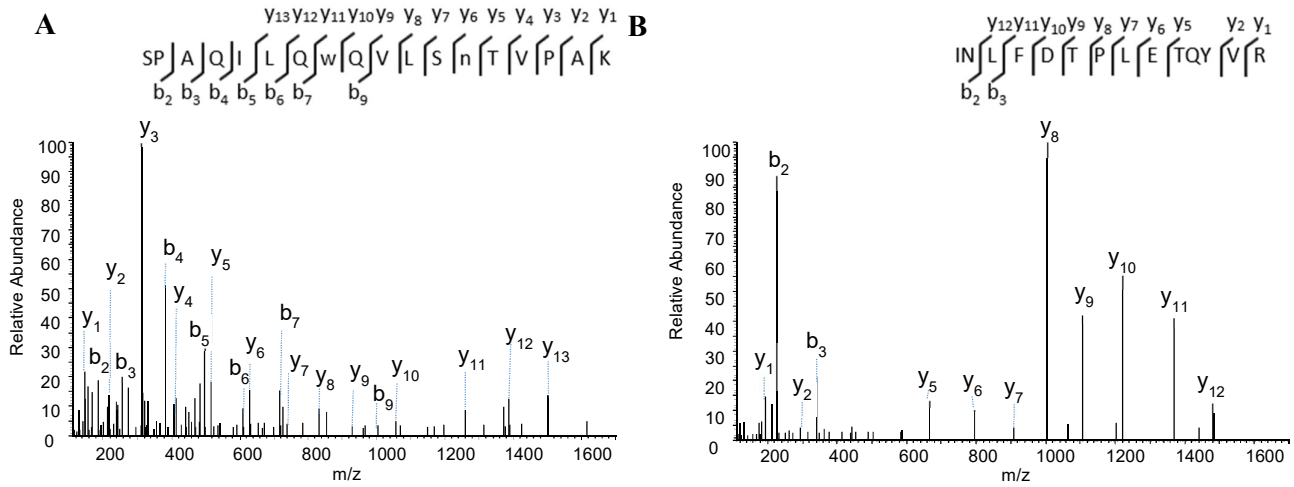 A
y13 y12 y11 y10 y9 y8 y7 y6 y5 y4 y3 y2 y1
SP A Q I L Q w Q V L S n T V P A K
b2 b3 b4 b5 b6 b7 b9
y3
b4
y5
y2
y4
b7
y1
b5
y6
y12
y13
b2
b3
b6
y7
y8
y9
y10
y11
b9
Relative Abundance
100
90
80
70
60
50
40
30
20
10
0
200 400 600 800 1000 1200 1400 1600
m/z
B
y12 y11 y10 y9 y8 y7 y6 y5 y2 y1
IN L F D T P L E TQY V R
b2 b3
y8
b2
y10
y9
y11
b3
y1
y2
y5
y6
y7
y12
Relative Abundance
100
90
80
70
60
50
40
30
20
10
0
200 400 600 800 1000 1200 1400 1600
m/z